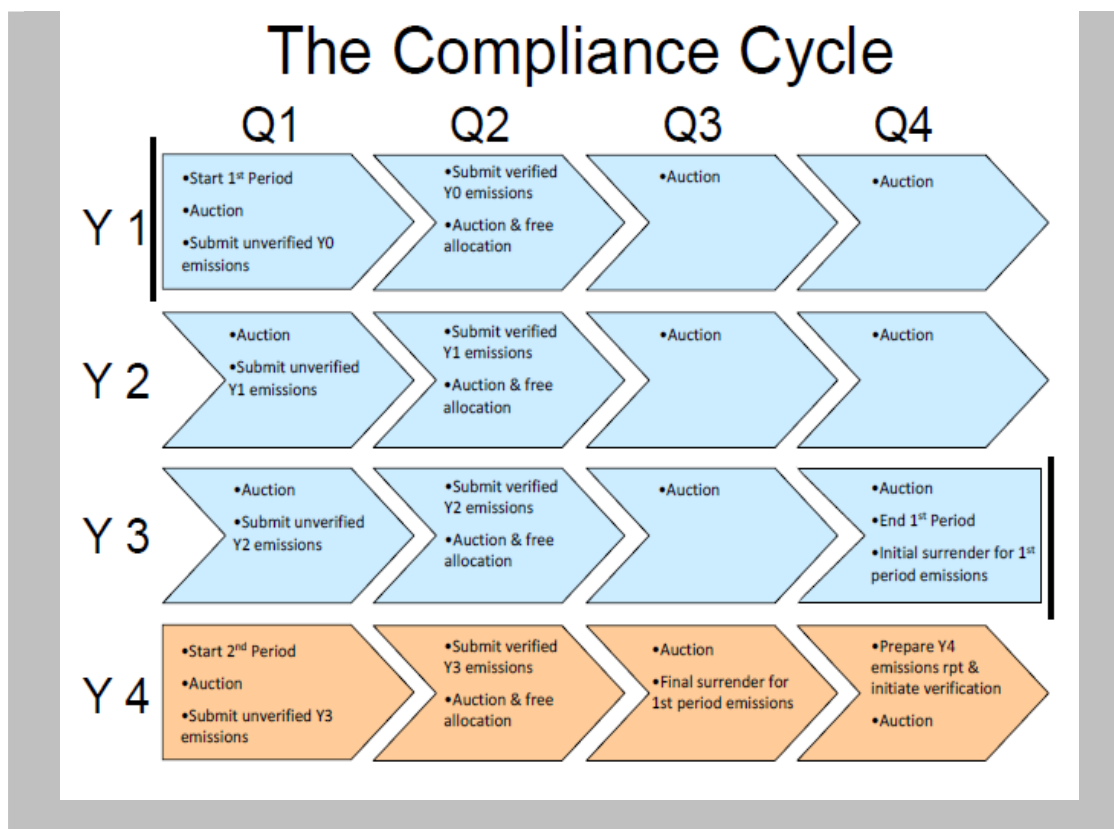 The Compliance Cycle
Q1 Q2 Q3 Q4
Y 1
•Start 1st Period
•Auction
•Submit unverified Y0
emissions
•Submit verified
Y0 emissions
•Auction & free
allocation
•Auction
•Auction
Y 2
•Auction
•Submit unverified
Y1 emissions
•Submit verified
Y1 emissions
•Auction & free
allocation
•Auction
•Auction
Y 3
•Auction
•Submit unverified
Y2 emissions
•Submit verified
Y2 emissions
•Auction & free
allocation
•Auction
•Auction
•End 1st Period
•Initial surrender for 1st
period emissions
Y 4
•Start 2nd Period
•Auction
•Submit unverified Y3
emissions
•Submit verified
Y3 emissions
•Auction & free
allocation
•Auction
•Final surrender for
1st period emissions
•Prepare Y4
emissions rpt &
initiate verification
•Auction